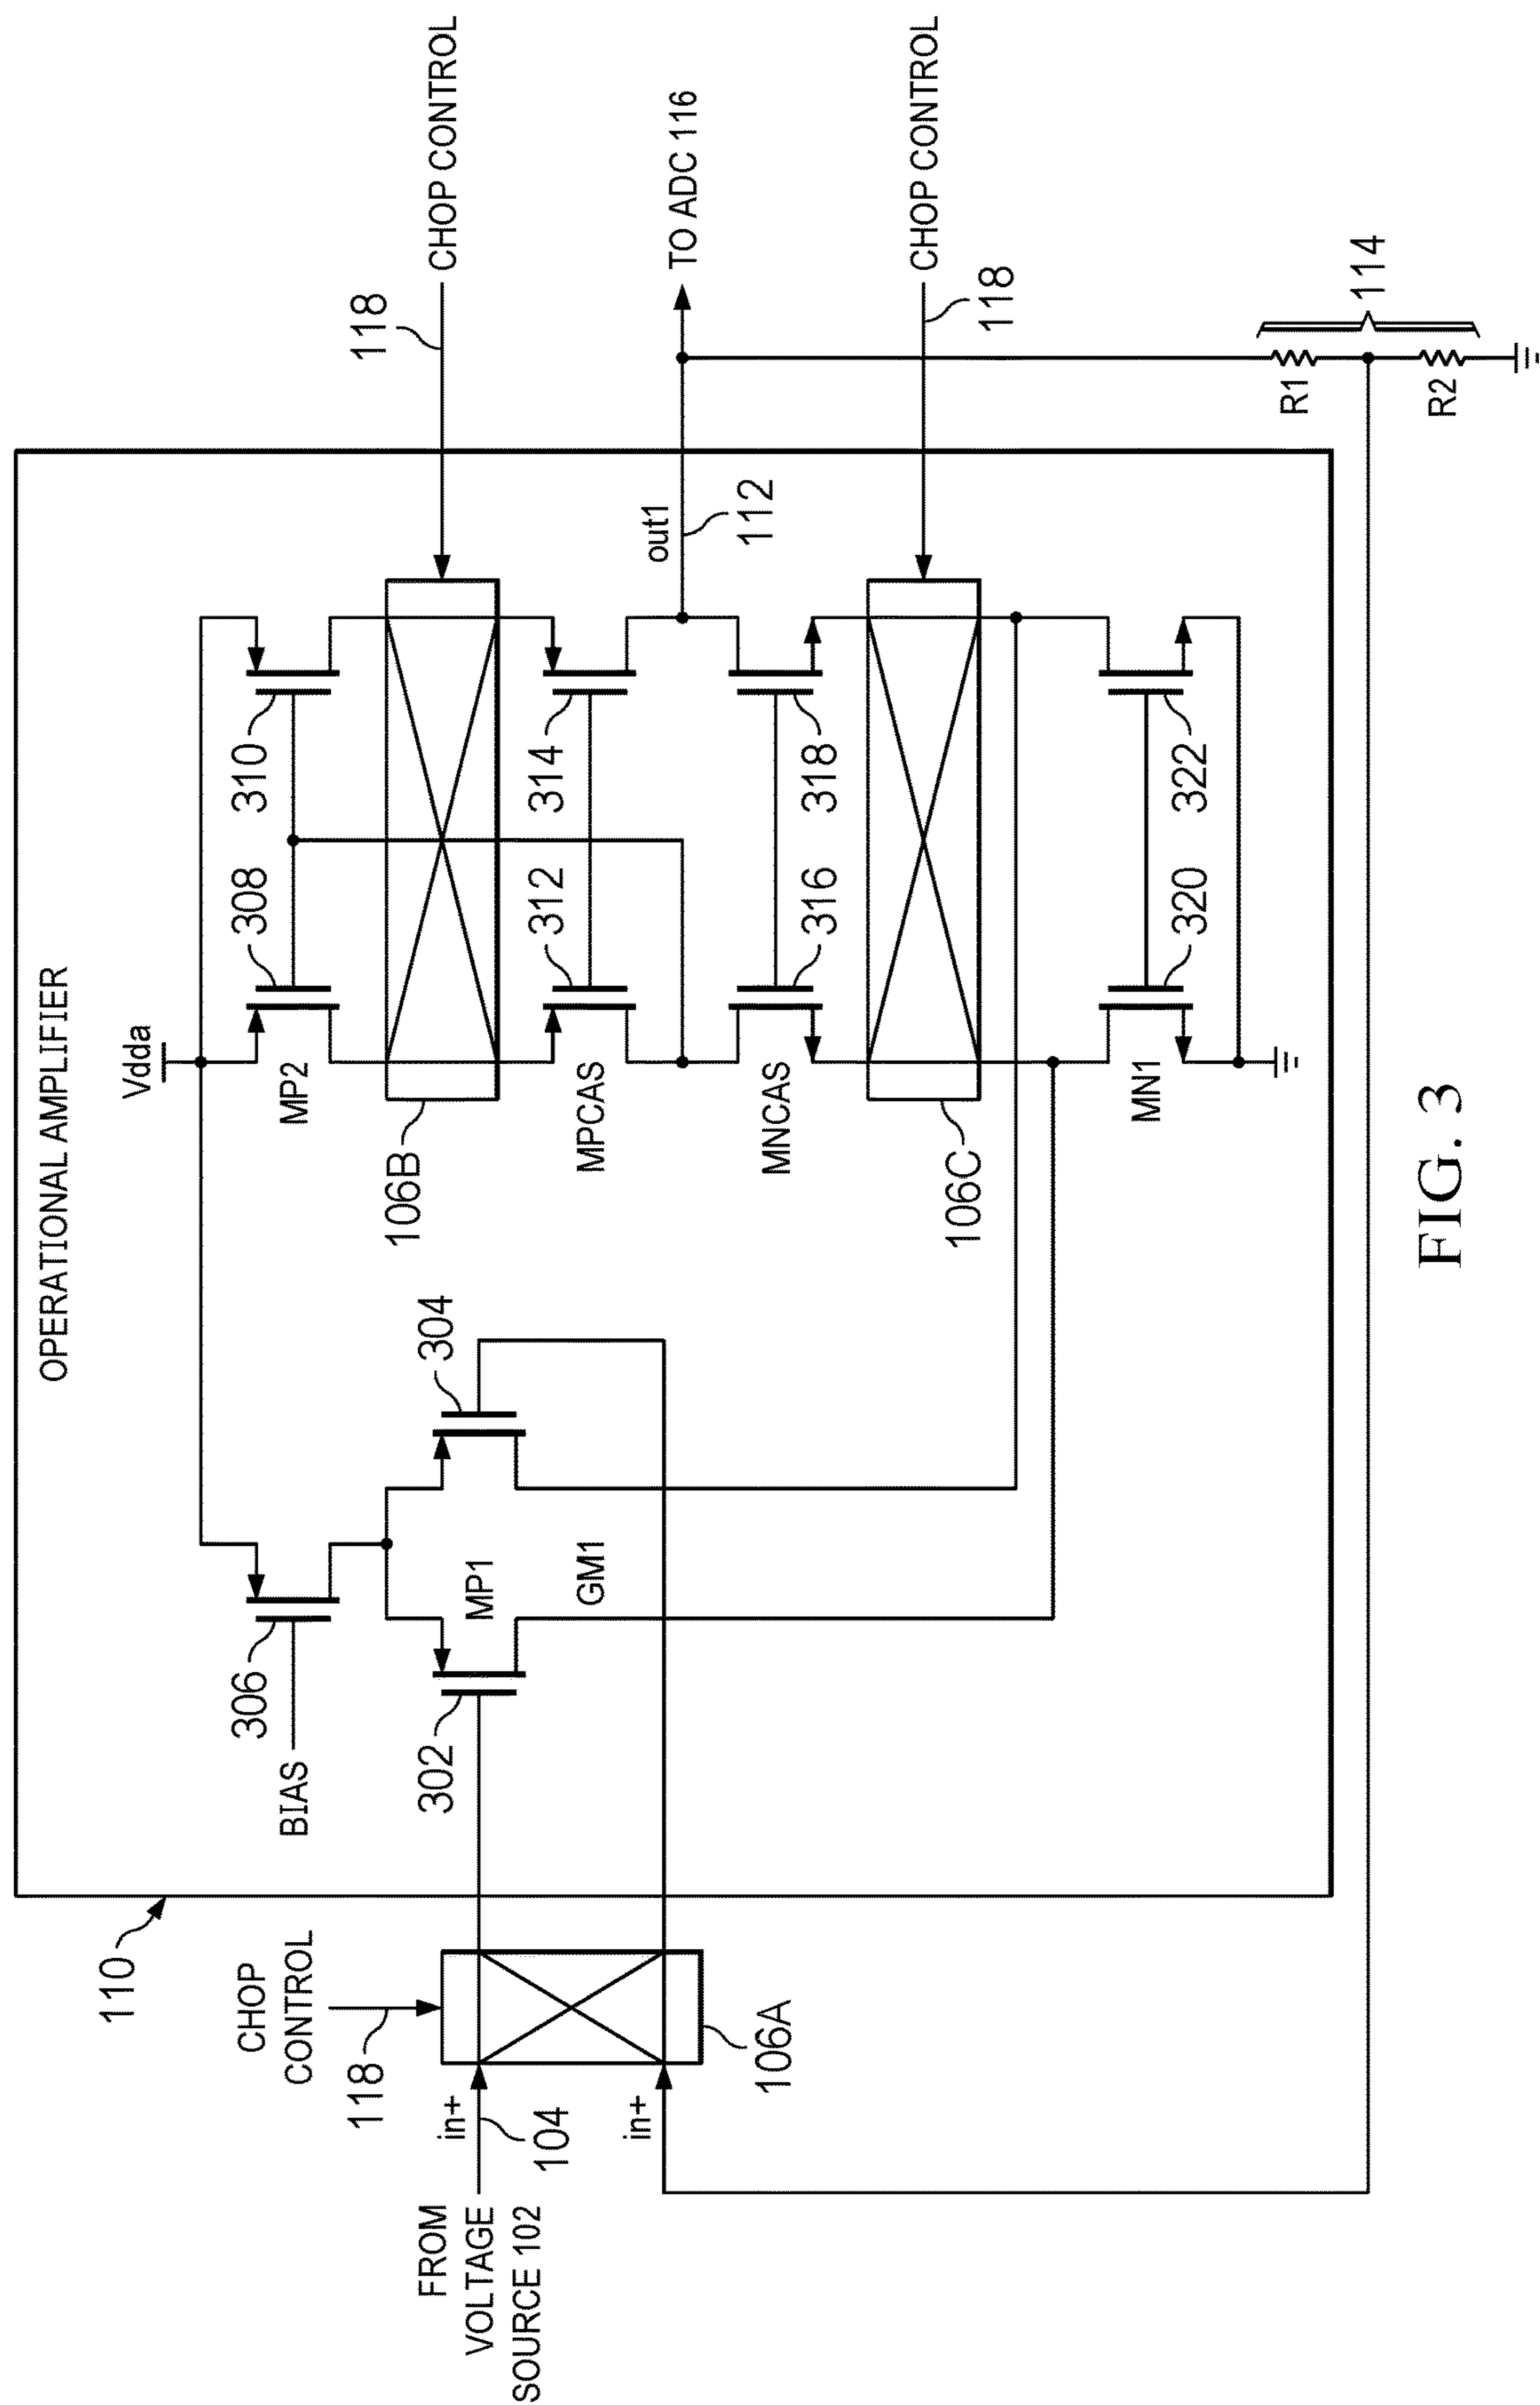 OPERATIONAL AMPLIFIER
110
Vdda
306
BIAS
308
310
MP2
CHOP CONTROL
118
106B
302
304
MP1
GM1
312
314
MPCAS
out1
112
TO ADC 116
316
318
MNCAS
106C
CHOP CONTROL
118
320
322
MN1
CHOP
CONTROL
118
in+
104
in+
106A
FROM
VOLTAGE
SOURCE 102
R1
R2
114
FIG. 3